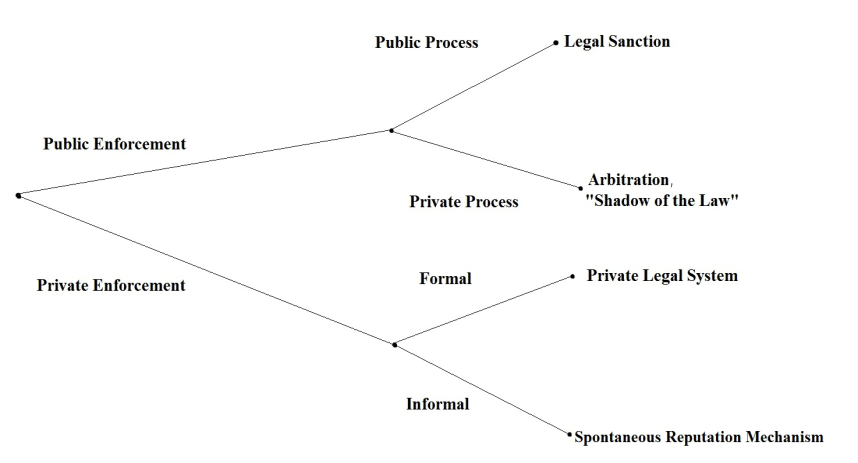 Public Process
Legal Sanction
Public Enforcement
Arbitration,
"Shadow of the Law"
Private Process
Formal
Private Legal System
Private Enforcement
Informal
Spontaneous Reputation Mechanism